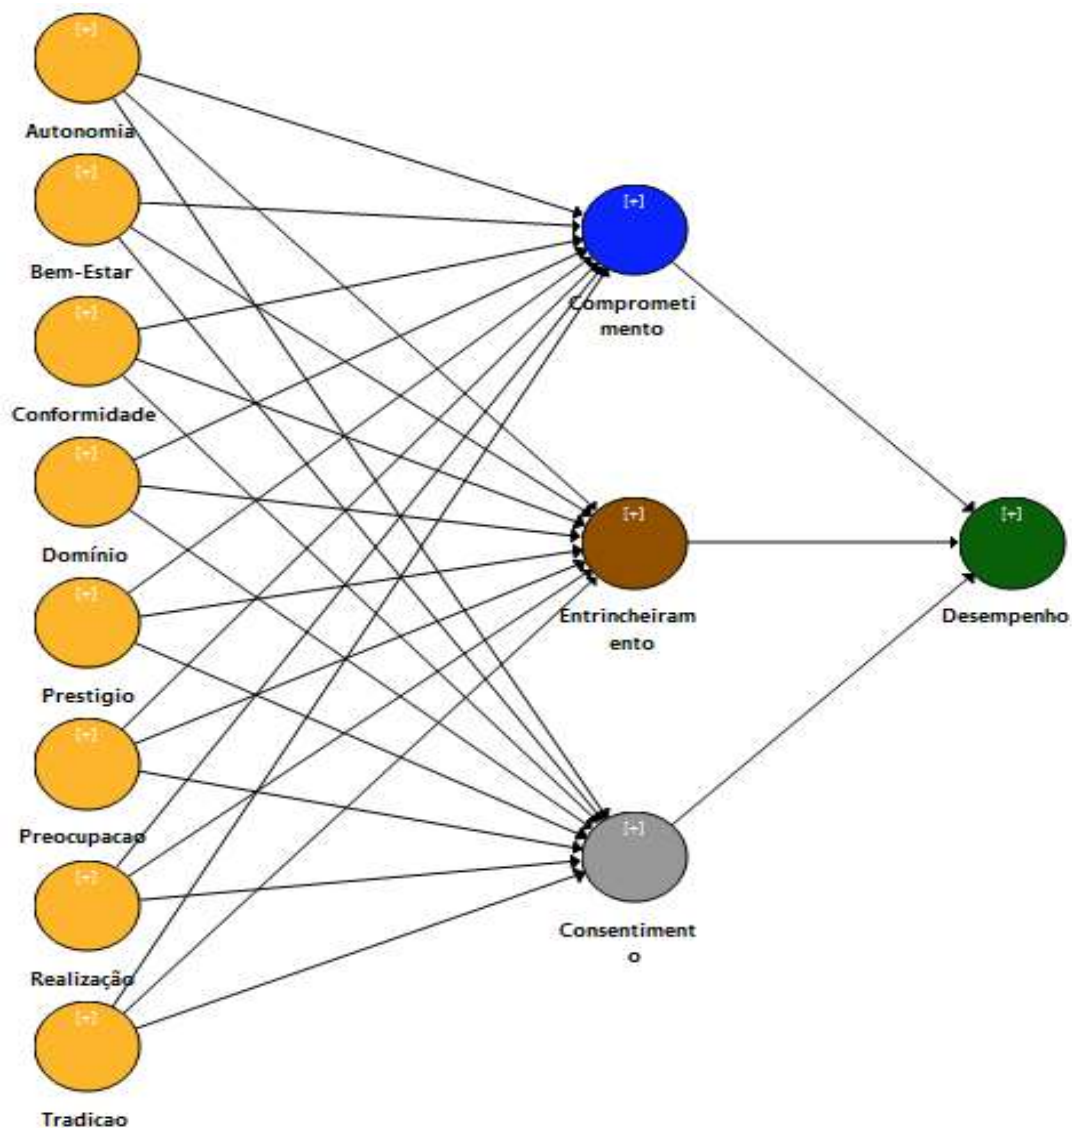 [+]
Autonomia
[+]
Bem-Estar
[+]
Conformidade
[+]
Domínio
[+]
Prestigio
[+]
Preocupacao
[+]
Realização
[+]
Tradicao
[+]
Comprometi
mento
[+]
Entrincheiram
ento
[+]
Consentiment
o
[+]
Desempenho